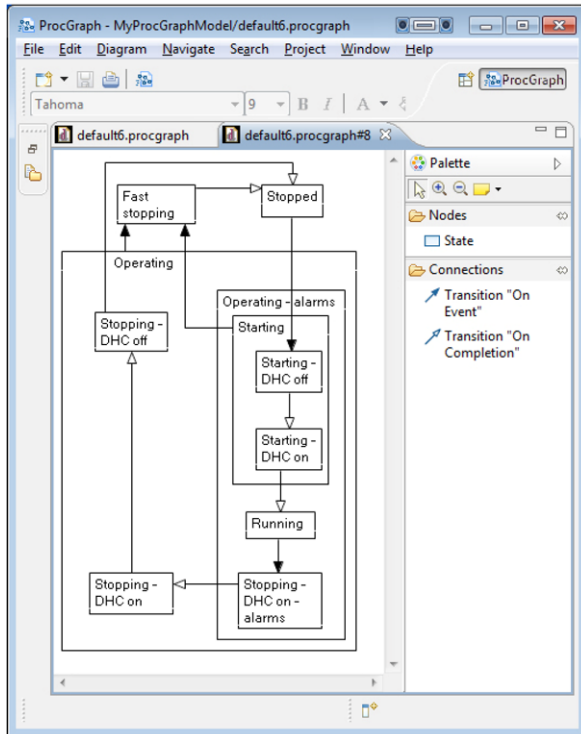 ProcGraph - MyProcGraphModel/default6.procgraph
File Edit Diagram Navigate Search Project Window Help
ProcGraph
Tahoma 9 B I A
default6.procgraph default6.procgraph#8
Palette
Nodes
State
Connections
Transition "On
Event"
Transition "On
Completion"
Fast
stopping
Stopped
Operating
Operating - alarms
Starting
Stopping -
DHC off
Starting -
DHC off
Starting -
DHC on
Running
Stopping -
DHC on
Stopping -
DHC on -
alarms